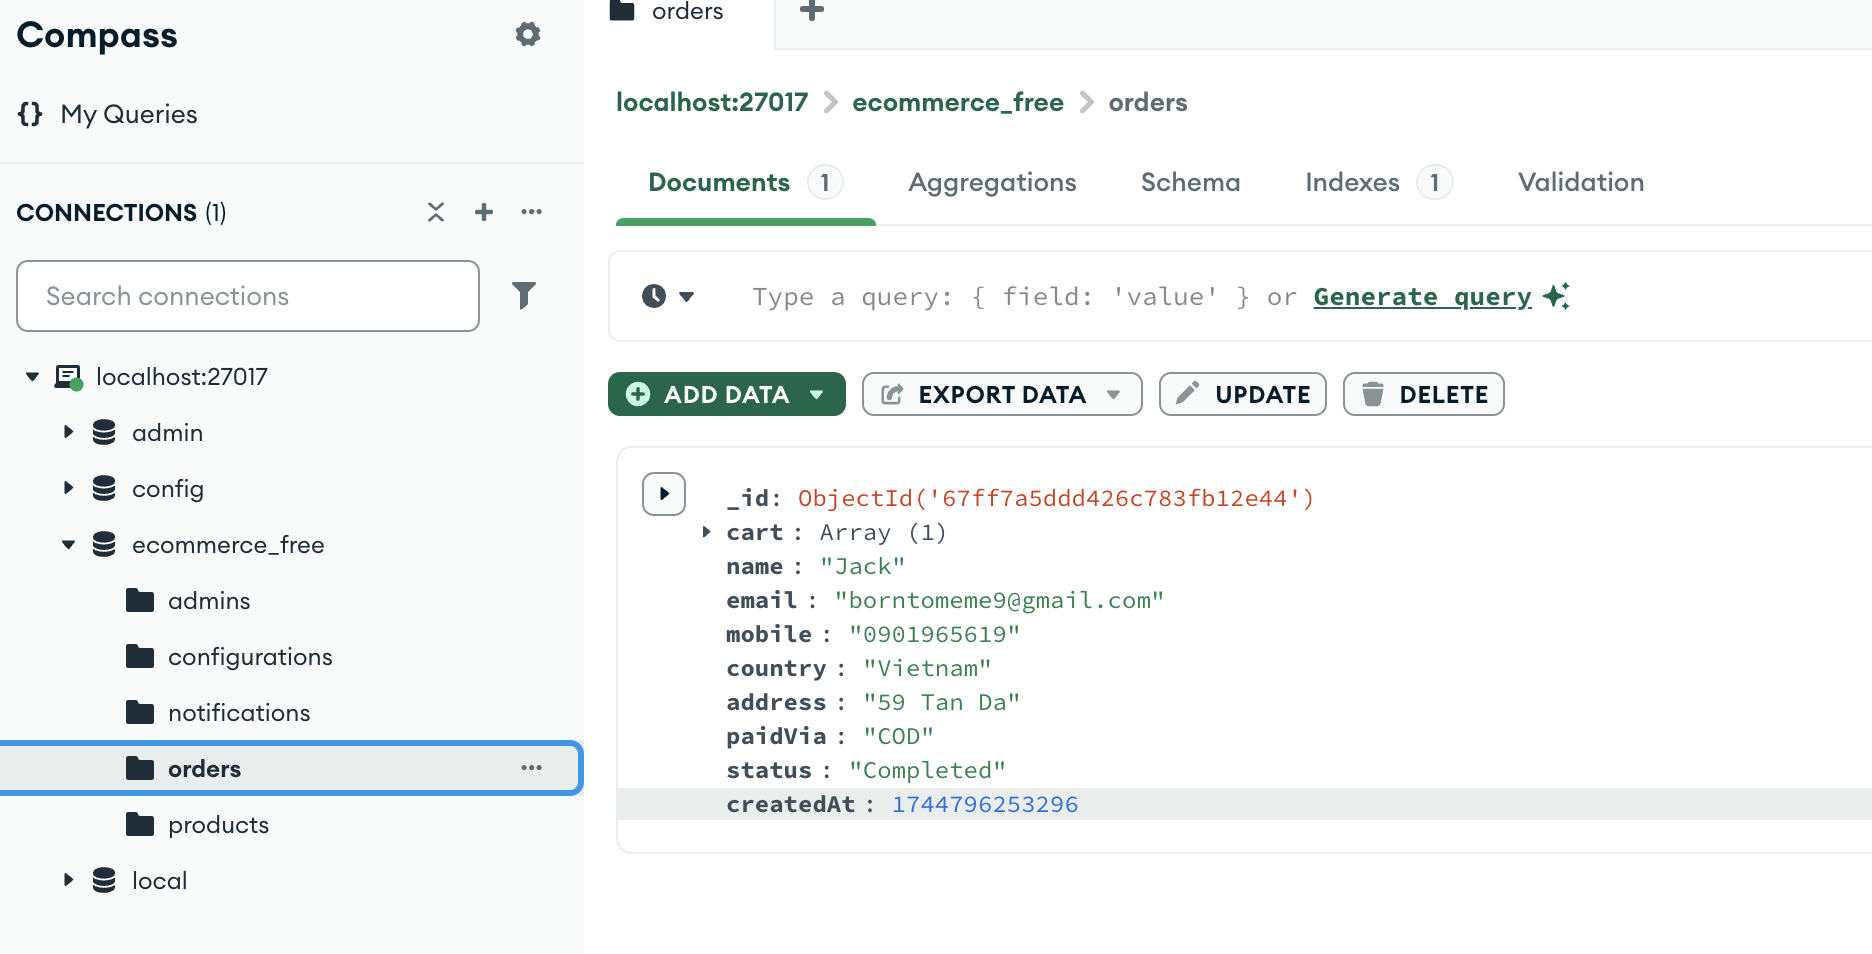 Compass
My Queries
CONNECTIONS (1)
Search connections
localhost:27017
admin
config
ecommerce_free
admins
configurations
notifications
orders
products
local
orders
localhost:27017 > ecommerce_free > orders
Documents 1 Aggregations Schema Indexes 1 Validation
Type a query: { field: 'value' } or Generate query
ADD DATA EXPORT DATA UPDATE DELETE
_id: ObjectId('67ff7a5ddd426c783fb12e44')
cart : Array (1)
name : "Jack"
email : "borntomeme9@gmail.com"
mobile : "0901965619"
country : "Vietnam"
address : "59 Tan Da"
paidVia : "COD"
status : "Completed"
createdAt : 1744796253296